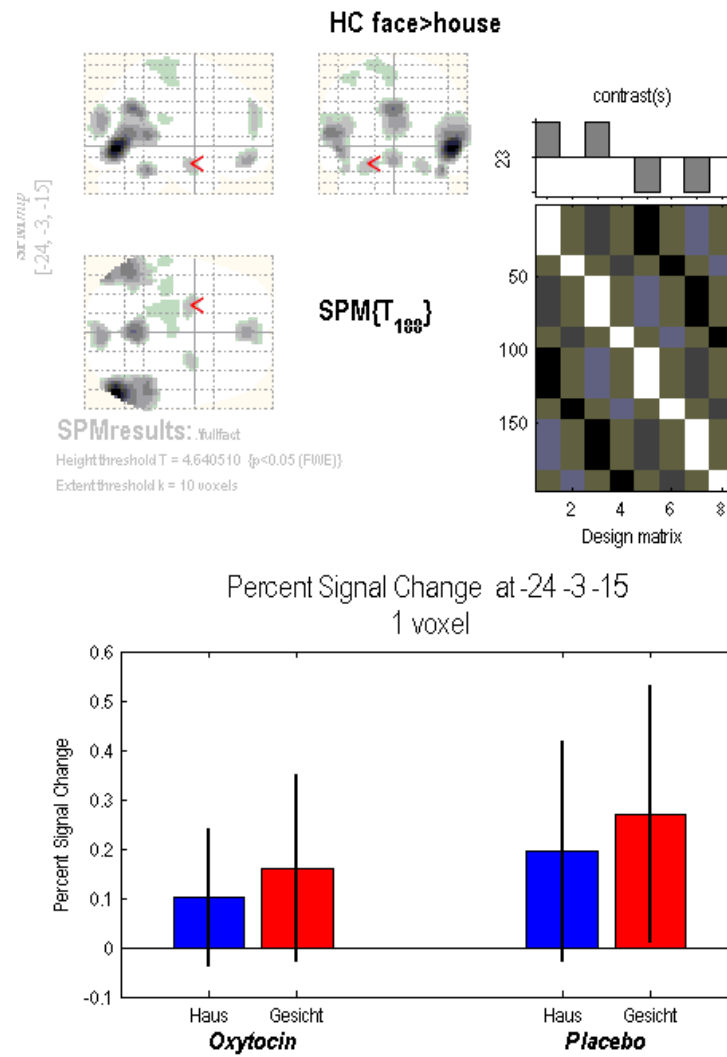 HC face>house
contrast(s)
23
[-24, -3, -15]
SPM{T188}
50
100
150
2 4 6 8
Design matrix
SPMresults: .\fullfact
Height threshold T = 4.640510 {p<0.05 (FWE)}
Extent threshold k = 10 voxels
Percent Signal Change at -24 -3 -15
1 voxel
Percent Signal Change
0.6
0.5
0.4
0.3
0.2
0.1
0
-0.1
Haus Gesicht Haus Gesicht
Oxytocin Placebo